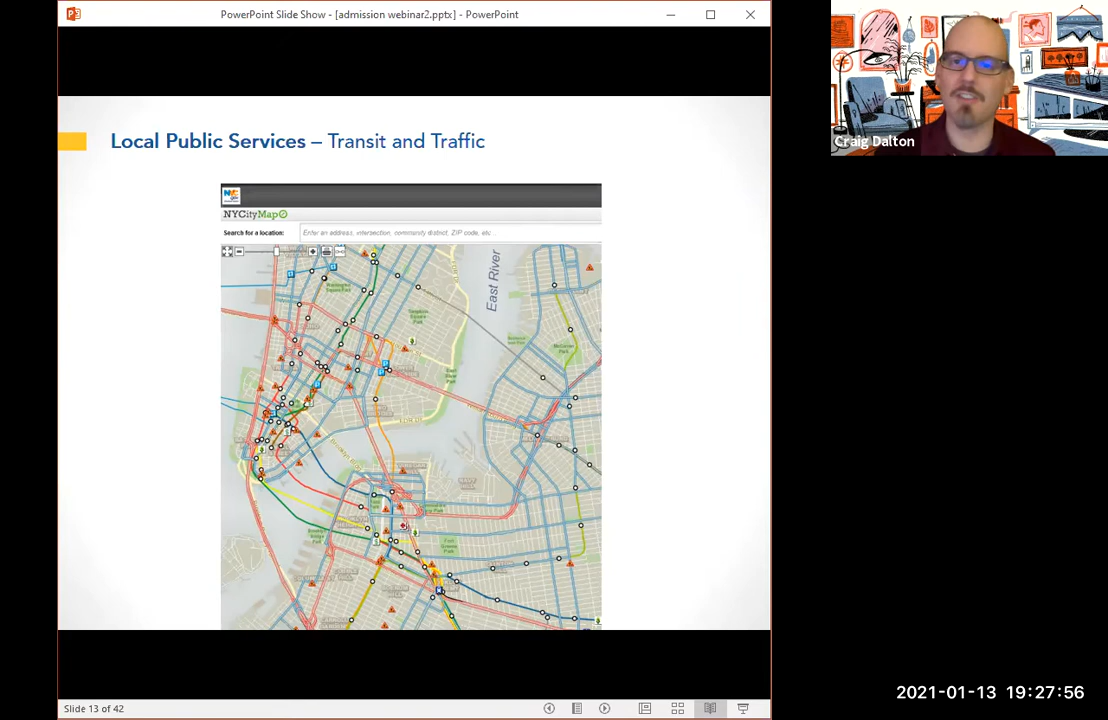 PowerPoint Slide Show - [admission webinar2.pptx] - PowerPoint
Craig Dalton
Local Public Services – Transit and Traffic
NYCityMap
Search for a location:
Enter an address, intersection, community district, ZIP code, etc...
East River
2021-01-13 19:27:56
Slide 13 of 42